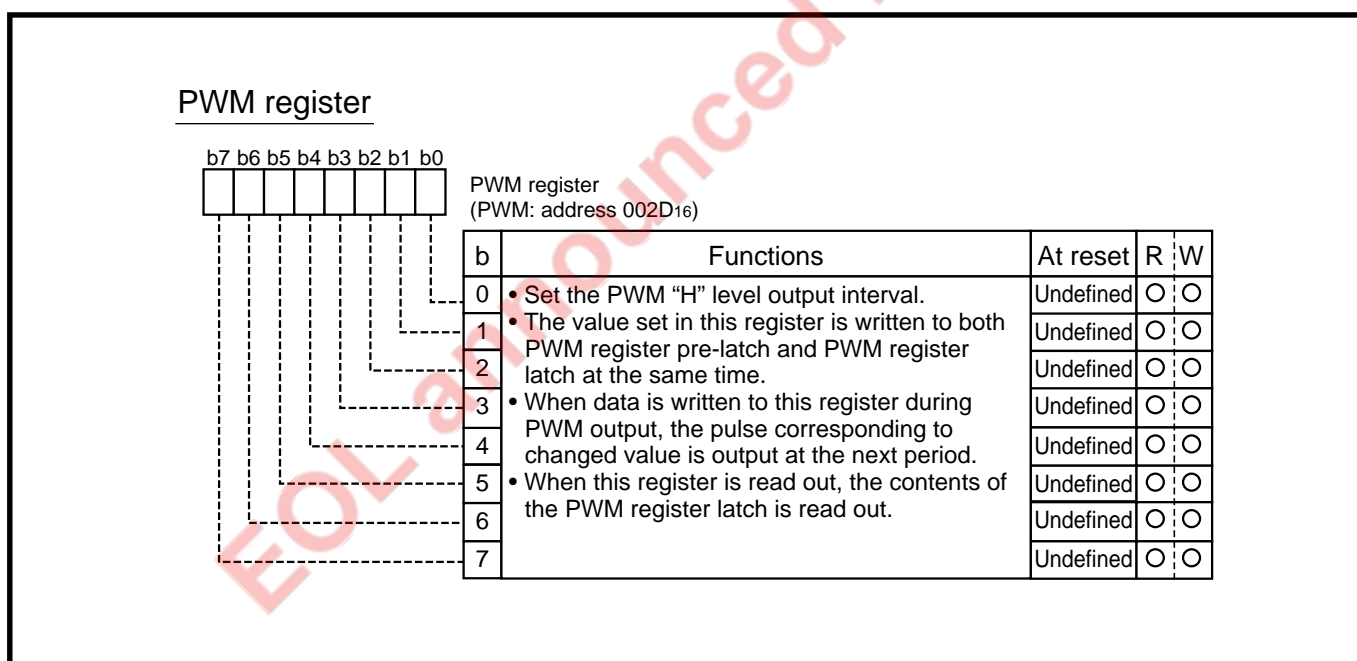 PWM register
b7 b6 b5 b4 b3 b2 b1 b0
PWM register
(PWM: address 002D16)
b Functions At reset R W
0 • Set the PWM “H” level output interval. Undefined O O
1 • The value set in this register is written to both Undefined O O
PWM register pre-latch and PWM register
2 latch at the same time. Undefined O O
3 • When data is written to this register during Undefined O O
PWM output, the pulse corresponding to
4 changed value is output at the next period. Undefined O O
5 • When this register is read out, the contents of Undefined O O
the PWM register latch is read out.
6 Undefined O O
7 Undefined O O
EOL announced